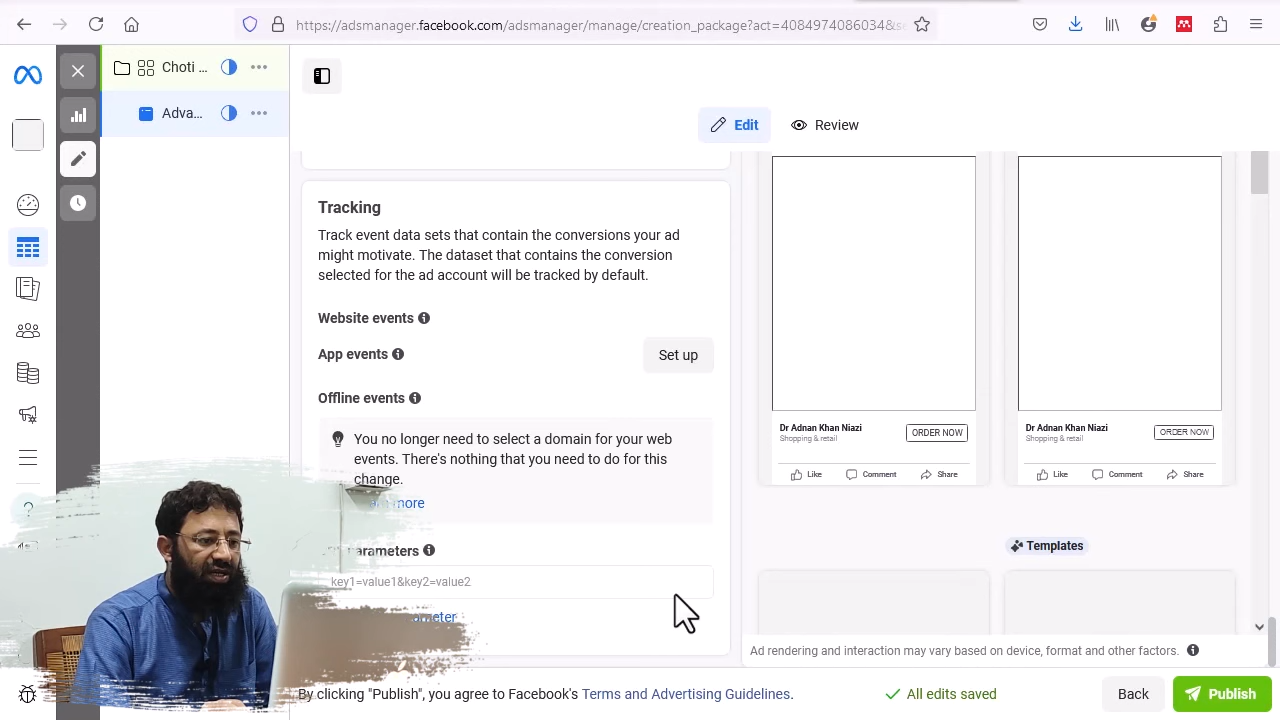 https://adsmanager.facebook.com/adsmanager/manage/creation_package?act=4084974086034&s
Choti ...
Adva...
Edit
Review
Tracking
Track event data sets that contain the conversions your ad
might motivate. The dataset that contains the conversion
selected for the ad account will be tracked by default.
Website events
App events
Set up
Offline events
You no longer need to select a domain for your web
events. There's nothing that you need to do for this
change.
more
parameters
key1=value1&key2=value2
Dr Adnan Khan Niazi
Shopping & retail
ORDER NOW
Like
Comment
Share
Dr Adnan Khan Niazi
Shopping & retail
ORDER NOW
Like
Comment
Share
Templates
Ad rendering and interaction may vary based on device, format and other factors.
By clicking "Publish", you agree to Facebook's Terms and Advertising Guidelines.
All edits saved
Back
Publish